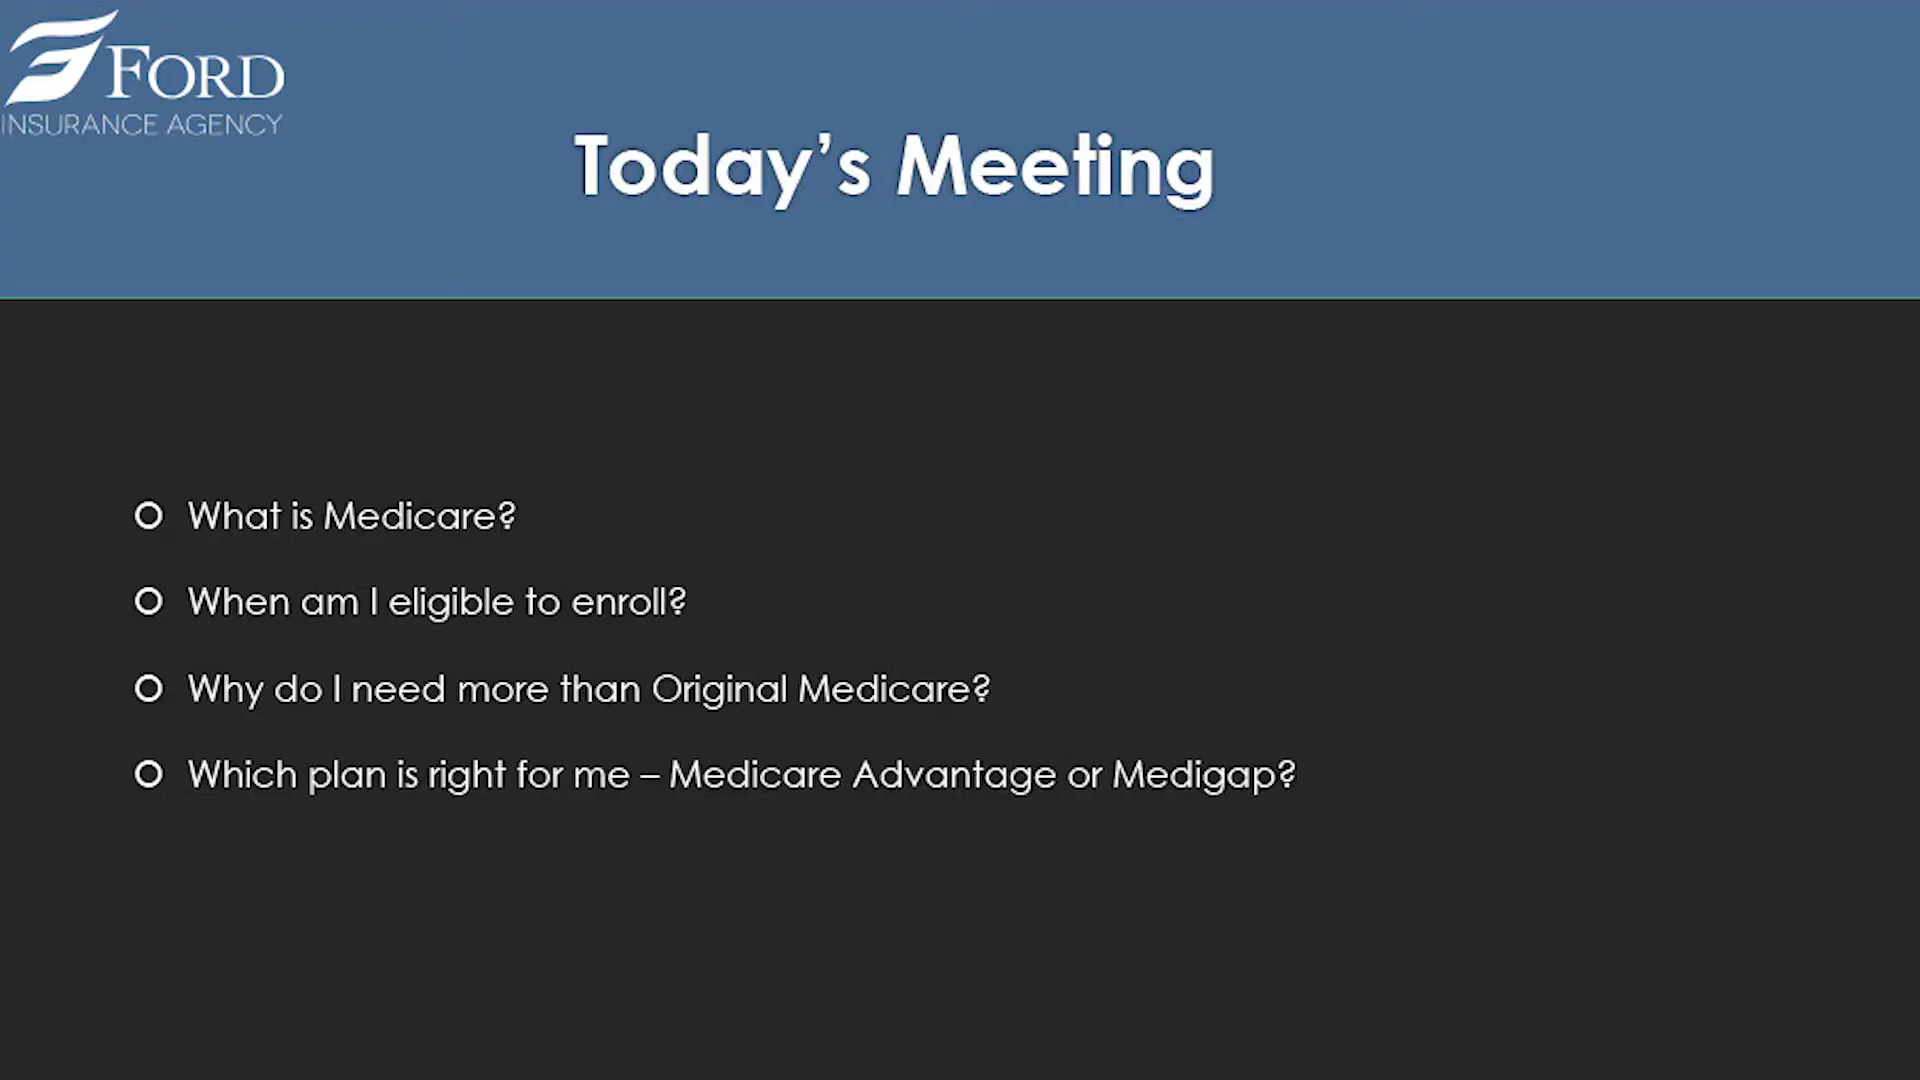 FORD
INSURANCE AGENCY
Today’s Meeting
What is Medicare?
When am I eligible to enroll?
Why do I need more than Original Medicare?
Which plan is right for me – Medicare Advantage or Medigap?